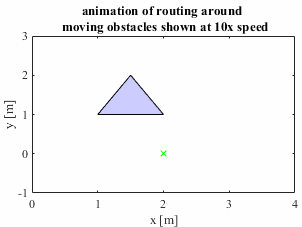 animation of routing around
moving obstacles shown at 10x speed
3
2
1
0
-1
y [m]
0 1 2 3 4
x [m]